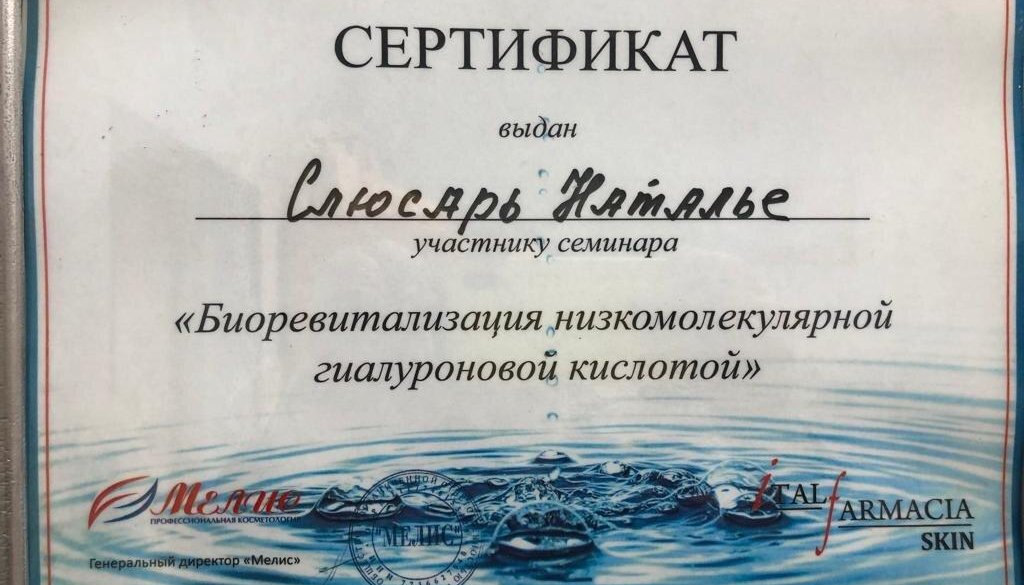 СЕРТИФИКАТ
выдан
Слюсарь Наталье
участнику семинара
«Биоревитализация низкомолекулярной
гиалуроновой кислотой»
Мелис
ПРОФЕССИОНАЛЬНАЯ КОСМЕТОЛОГИЯ
Генеральный директор «Мелис»
"МЕЛИС"
ITAL
FARMACIA
SKIN